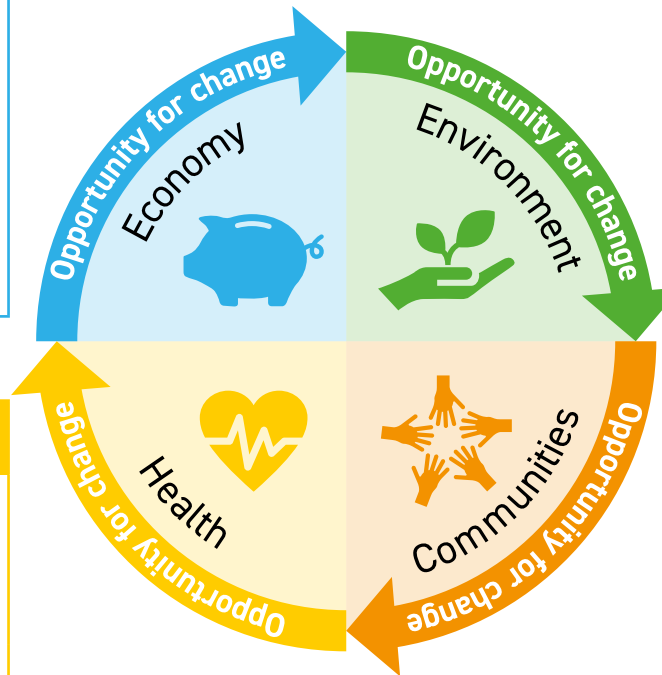 Opportunity for change
Economy
Opportunity for change
Environment
Opportunity for change
Health
Opportunity for change
Communities